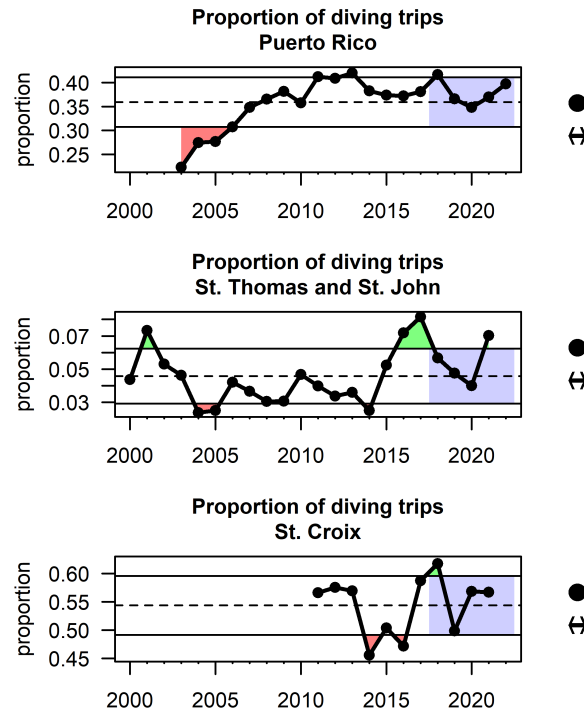 Proportion of diving trips
Puerto Rico
proportion
0.40
0.35
0.30
0.25
2000 2005 2010 2015 2020
Proportion of diving trips
St. Thomas and St. John
proportion
0.07
0.05
0.03
2000 2005 2010 2015 2020
Proportion of diving trips
St. Croix
proportion
0.60
0.55
0.50
0.45
2000 2005 2010 2015 2020